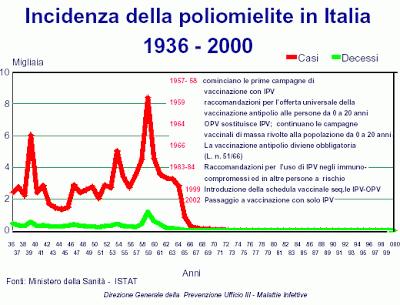 Incidenza della poliomielite in Italia
1936 - 2000
Migliaia
Casi
Decessi
10
8
6
4
2
0
1957- 58 cominciano le prime campagne di
vaccinazione con IPV
1959 raccomandazioni per l'offerta universale della
vaccinazione antipolio alle persone da 0 a 20 anni
1964 OPV sostituisce IPV; continuano le campagne
vaccinali di massa rivolte alla popolazione da 0 a 20 anni
1966 La vaccinazione antipolio diviene obbligatoria
(L. n. 51/66)
1983-84 Raccomandazioni per l'uso di IPV negli immuno-
compromessi ed in altre persone a rischio
1999 Introduzione della schedula vaccinale seq.le IPV-OPV
2002 Passaggio a vaccinazione con solo IPV
36 38 40 42 44 46 48 50 52 54 56 58 60 62 64 66 68 70 72 74 76 78 80 82 84 86 88 90 92 94 96 98 000
37 39 41 43 45 47 49 51 53 55 57 59 61 63 65 67 69 71 73 75 77 79 81 83 85 87 89 91 93 95 97 99
Anni
Fonti: Ministero della Sanità - ISTAT
Direzione Generale della Prevenzione Ufficio III - Malattie Infettive